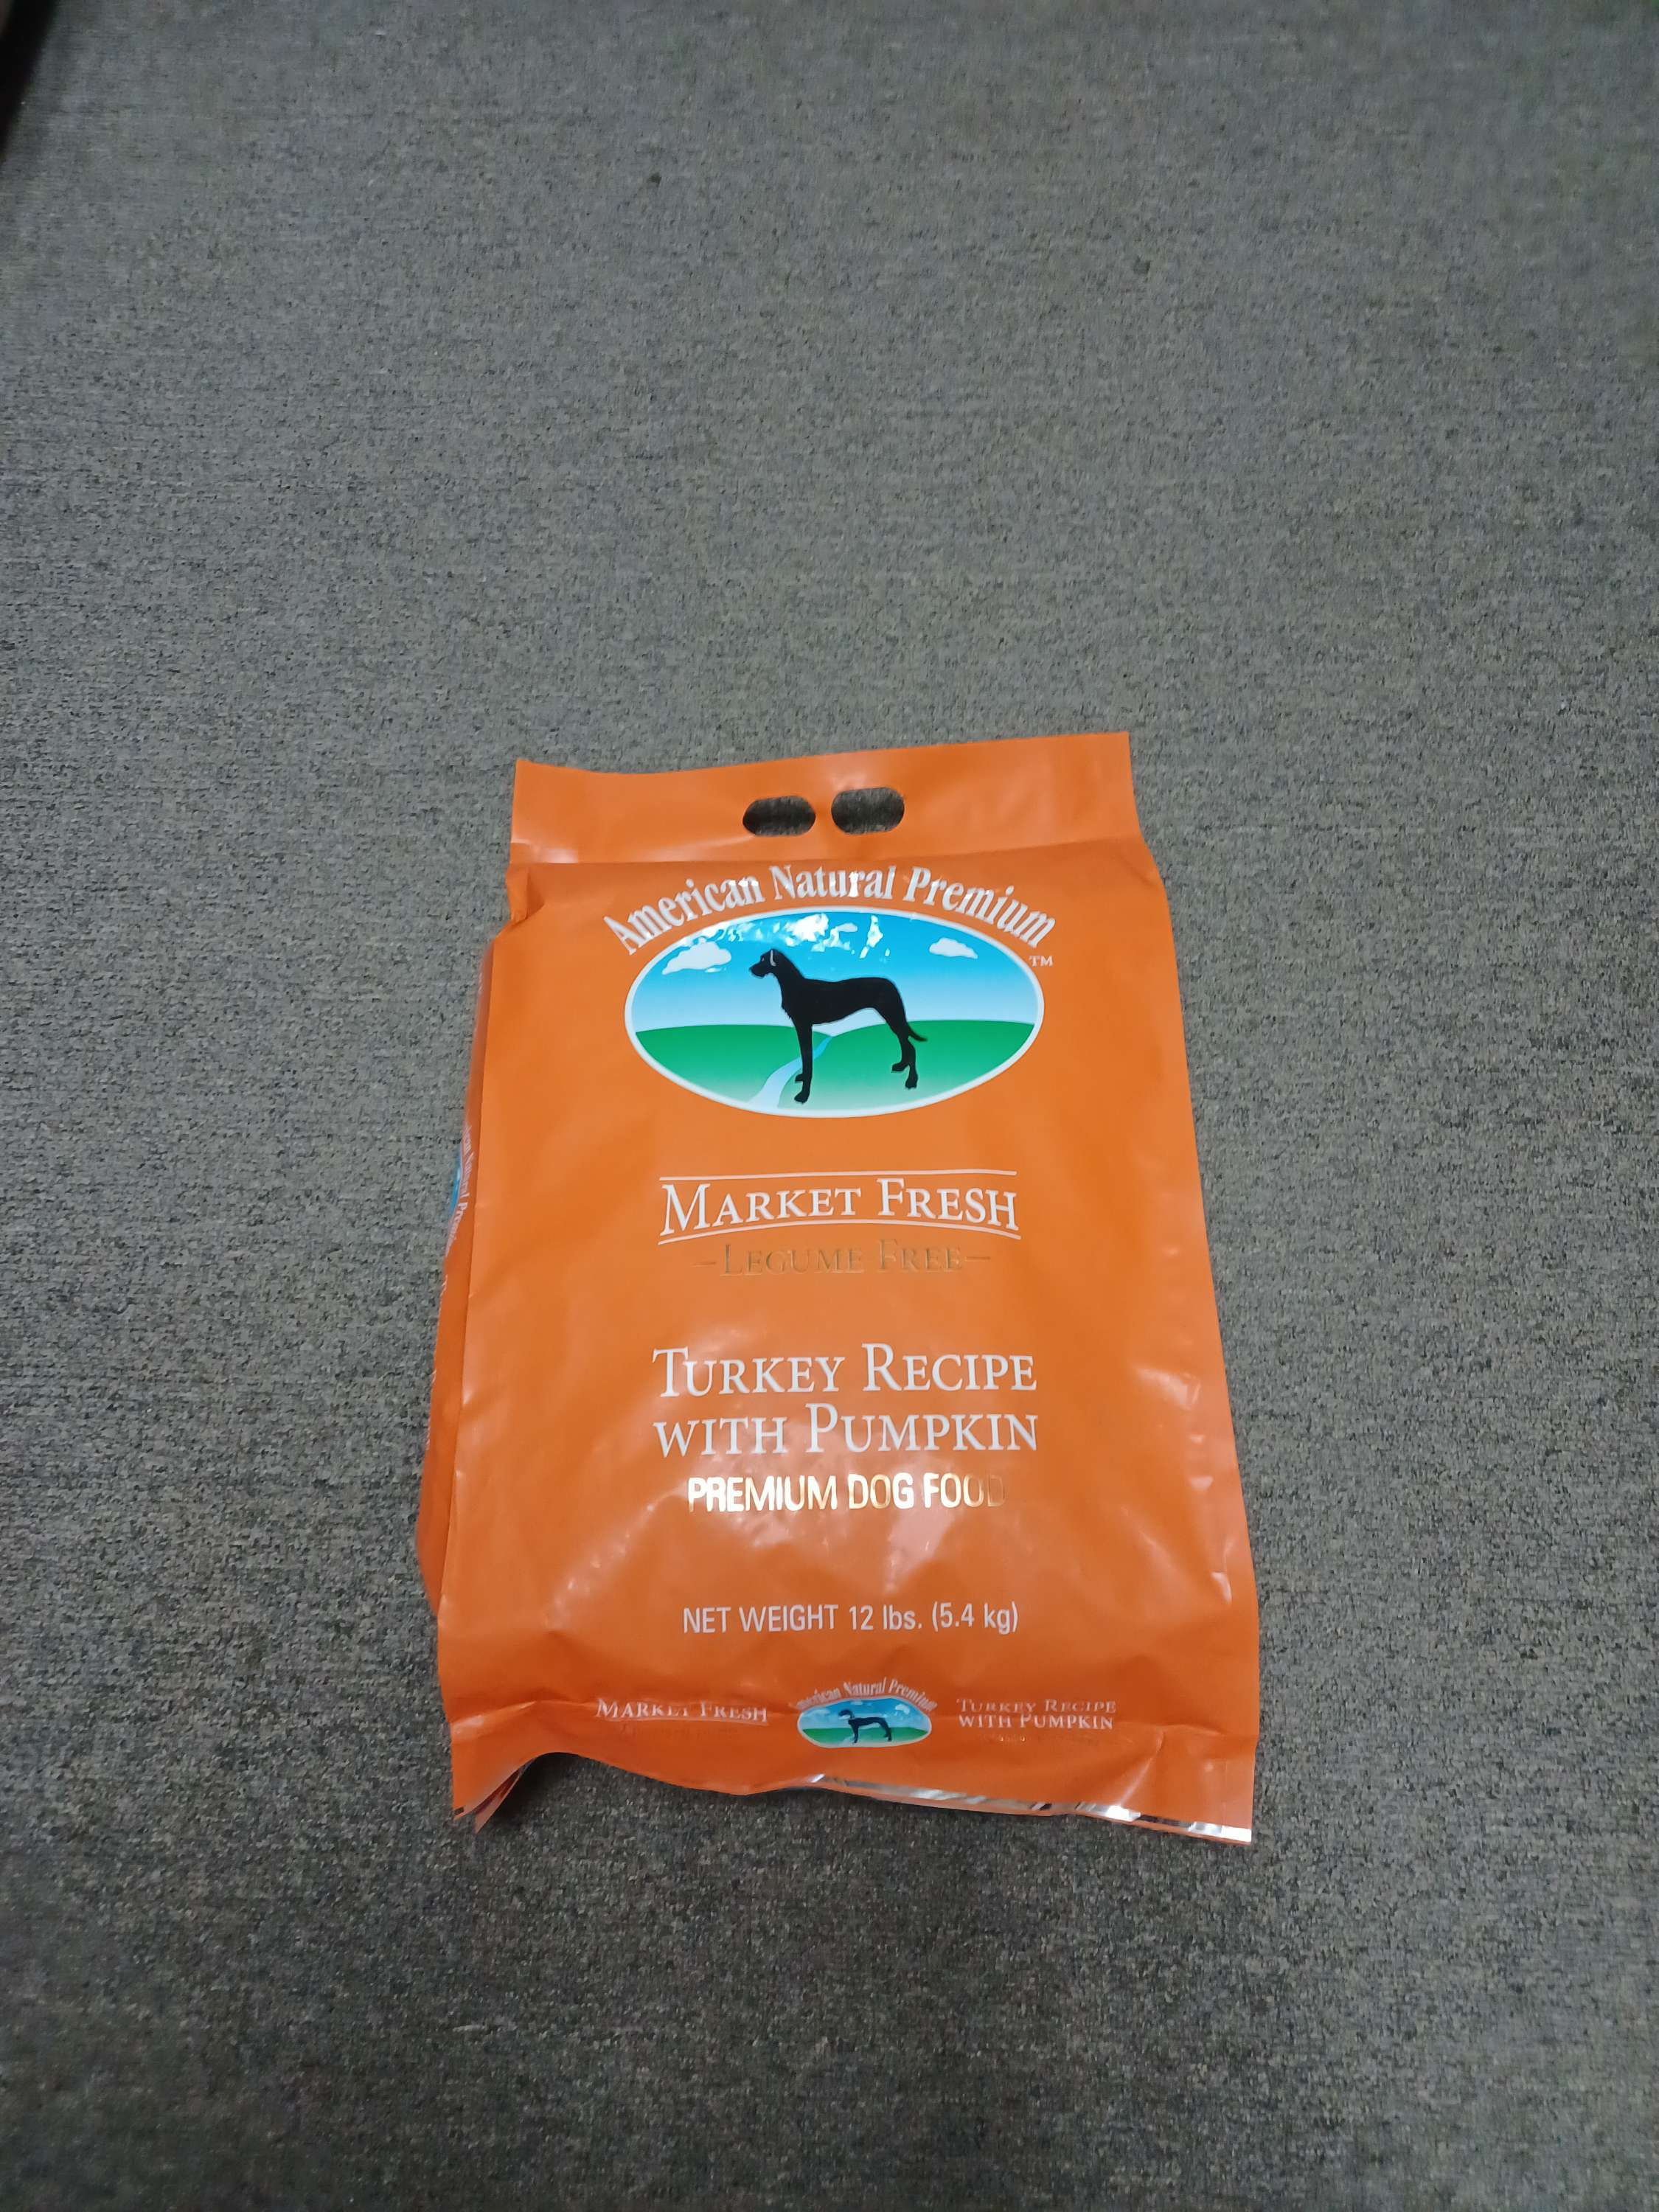 American Natural Premium
TM
MARKET FRESH
-LEGUME FREE-
TURKEY RECIPE
WITH PUMPKIN
PREMIUM DOG FOOD
NET WEIGHT 12 lbs. (5.4 kg)
American Natural Premium
MARKET FRESH
TURKEY RECIPE
WITH PUMPKIN